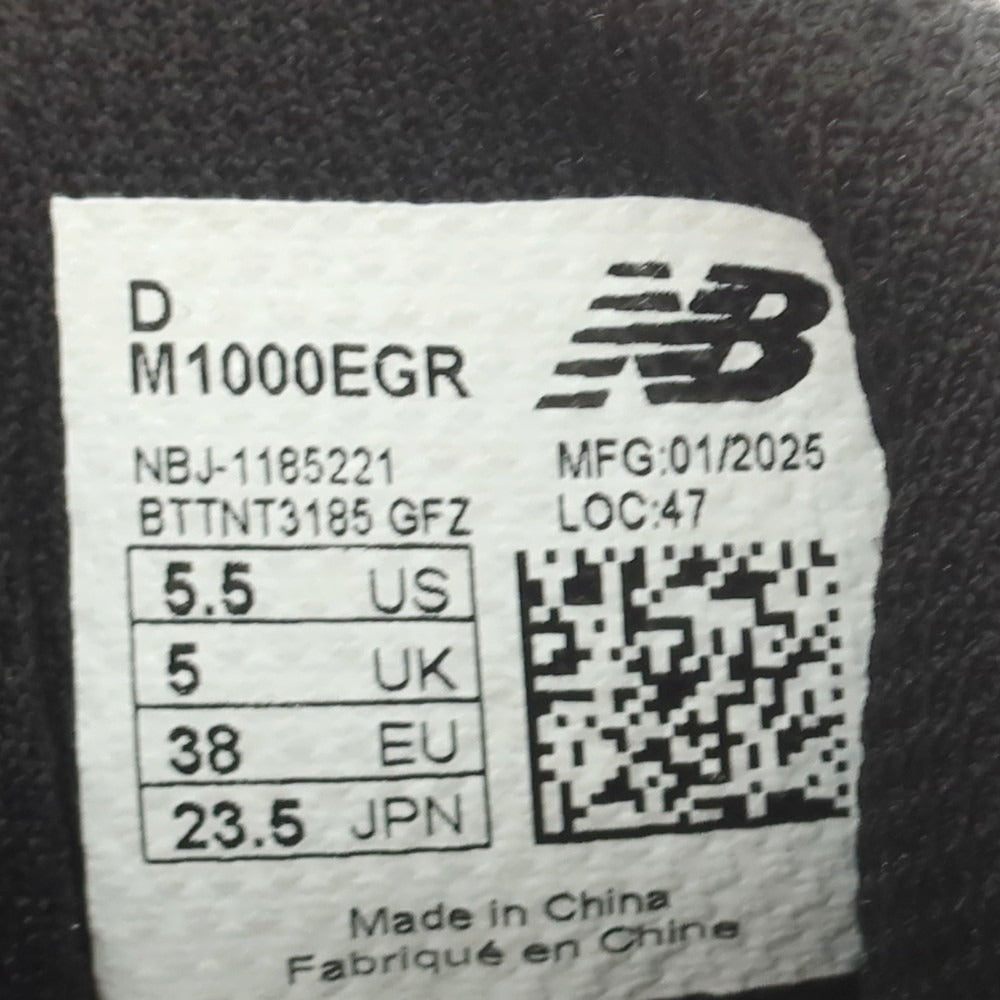 D
M1000EGR
NB
NBJ-1185221
MFG:01/2025
BTTNT3185 GFZ
LOC:47
5.5 US
5 UK
38 EU
23.5 JPN
Made in China
Fabriqué en Chine